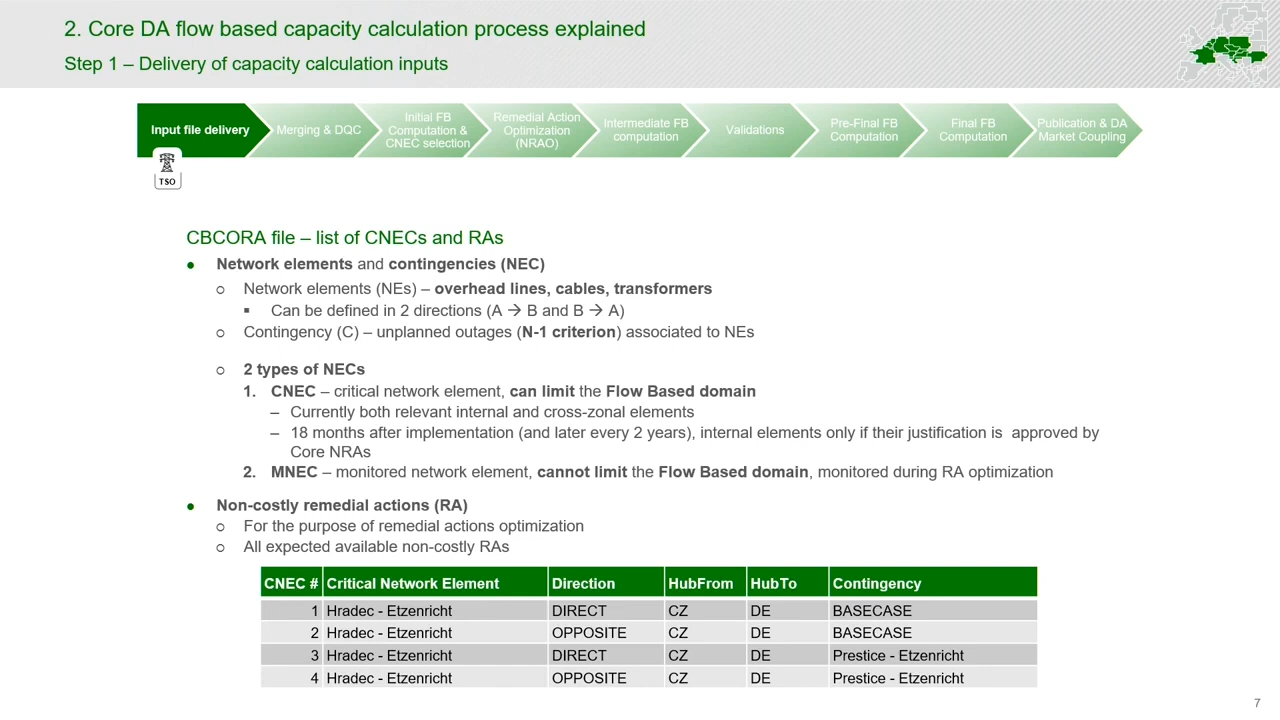 2. Core DA flow based capacity calculation process explained
Step 1 – Delivery of capacity calculation inputs
Input file delivery
Merging & DQC
Initial FB
Computation &
CNEC selection
Remedial Action
Optimization
(NRAO)
Intermediate FB
computation
Validations
Pre-Final FB
Computation
Final FB
Computation
Publication & DA
Market Coupling
TSO
CBCORA file – list of CNECs and RAs
● Network elements and contingencies (NEC)
o Network elements (NEs) – overhead lines, cables, transformers
▪ Can be defined in 2 directions (A → B and B → A)
o Contingency (C) – unplanned outages (N-1 criterion) associated to NEs
o 2 types of NECs
1. CNEC – critical network element, can limit the Flow Based domain
– Currently both relevant internal and cross-zonal elements
– 18 months after implementation (and later every 2 years), internal elements only if their justification is approved by
Core NRAs
2. MNEC – monitored network element, cannot limit the Flow Based domain, monitored during RA optimization
● Non-costly remedial actions (RA)
o For the purpose of remedial actions optimization
o All expected available non-costly RAs
CNEC # Critical Network Element Direction HubFrom HubTo Contingency
1 Hradec - Etzenricht DIRECT CZ DE BASECASE
2 Hradec - Etzenricht OPPOSITE CZ DE BASECASE
3 Hradec - Etzenricht DIRECT CZ DE Prestice - Etzenricht
4 Hradec - Etzenricht OPPOSITE CZ DE Prestice - Etzenricht
7